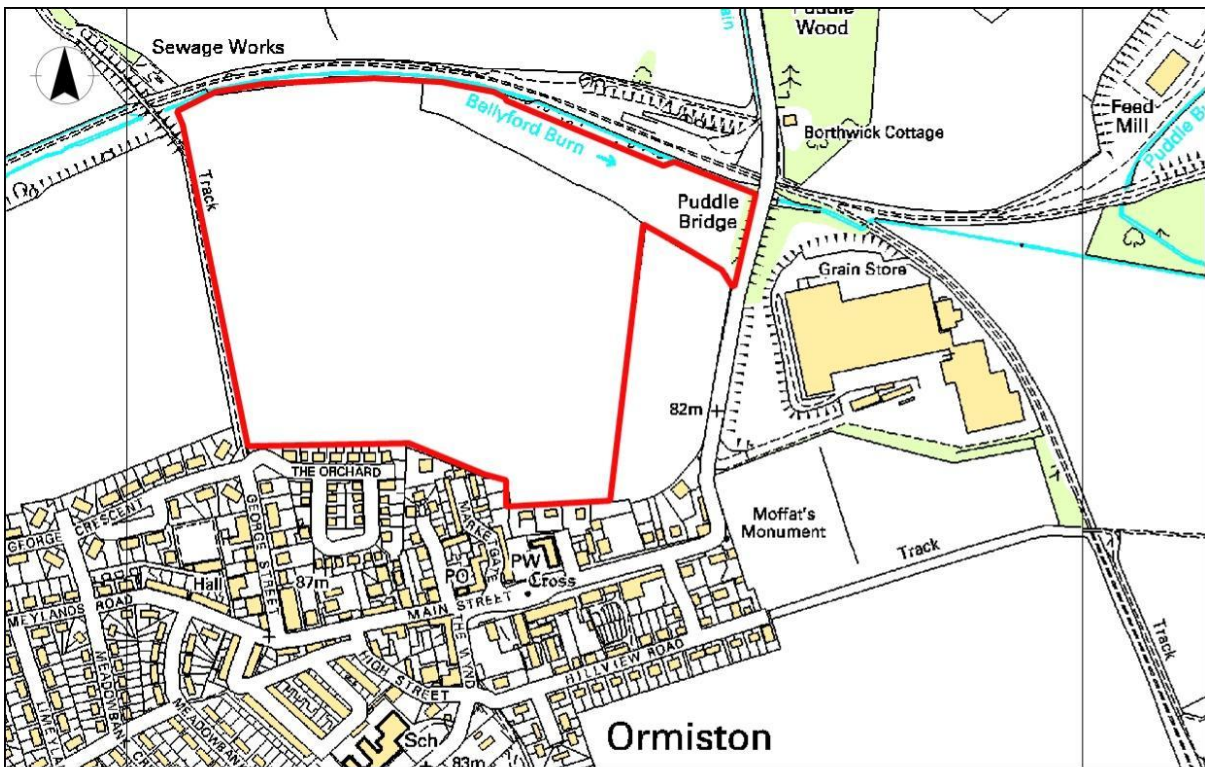 Sewage Works
Puddle
Wood
Feed
Mill
Borthwick Cottage
Bellyford Burn →
Track
Puddle
Bridge
Grain Store
82m
THE ORCHARD
GEORGE CRESCENT
GEORGE STREET
MARKET GATE
Moffat's
Monument
Track
Hall
87m
PO
PW
Cross
MEYLANDS ROAD
MAIN STREET
THE WYND
HIGH STREET
HILLVIEW ROAD
Track
MEADOWBANK
Sch
83m
Ormiston